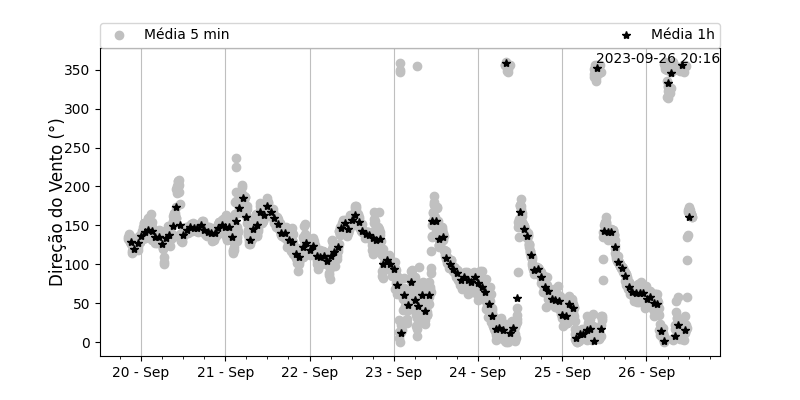 Média 5 min
Média 1h
2023-09-26 20:16
Direção do Vento (°)
350
300
250
200
150
100
50
0
20 - Sep
21 - Sep
22 - Sep
23 - Sep
24 - Sep
25 - Sep
26 - Sep